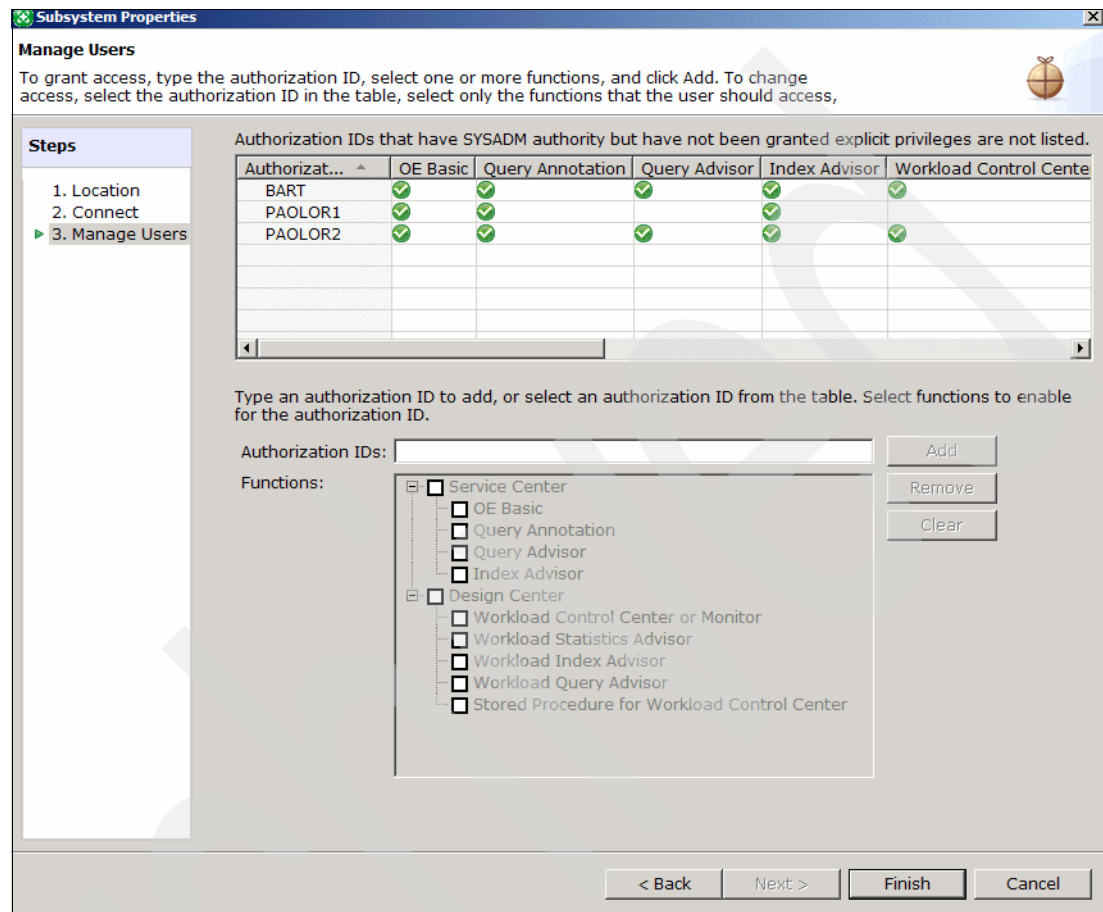 Subsystem Properties
Manage Users
To grant access, type the authorization ID, select one or more functions, and click Add. To change
access, select the authorization ID in the table, select only the functions that the user should access,
Steps
1. Location
2. Connect
3. Manage Users
Authorization IDs that have SYSADM authority but have not been granted explicit privileges are not listed.
Authorizat... OE Basic Query Annotation Query Advisor Index Advisor Workload Control Cente
BART
PAOLOR1
PAOLOR2
Type an authorization ID to add, or select an authorization ID from the table. Select functions to enable
for the authorization ID.
Authorization IDs:
Add
Functions:
Remove
Clear
Service Center
OE Basic
Query Annotation
Query Advisor
Index Advisor
Design Center
Workload Control Center or Monitor
Workload Statistics Advisor
Workload Index Advisor
Workload Query Advisor
Stored Procedure for Workload Control Center
< Back Next > Finish Cancel